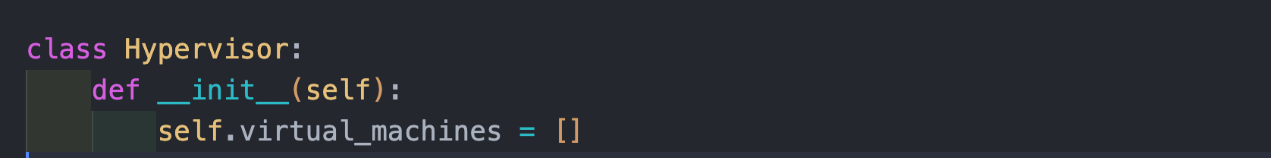 class Hypervisor:
    def __init__(self):
        self.virtual_machines = []